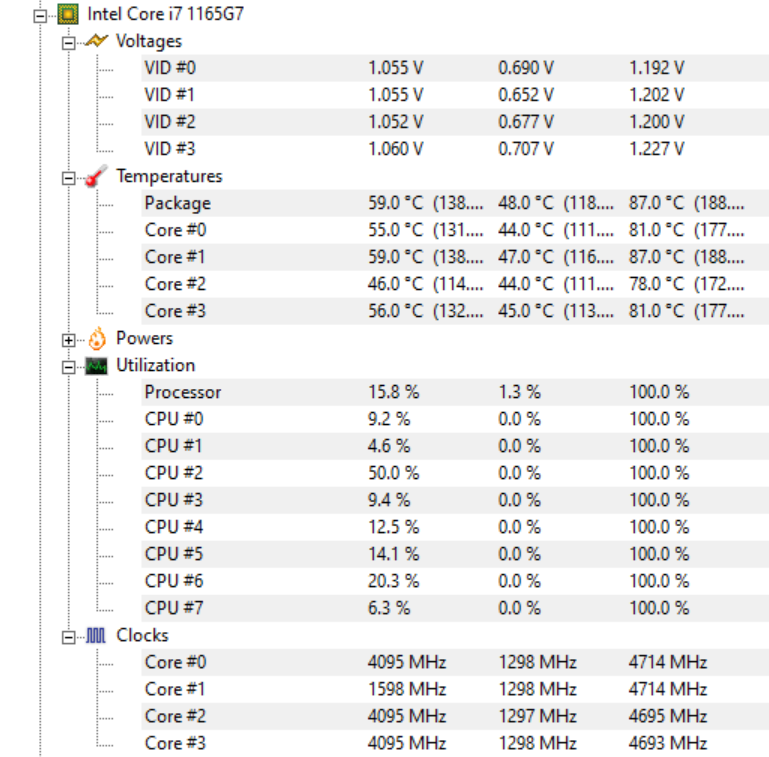 Intel Core i7 1165G7
Voltages
VID #0 1.055 V 0.690 V 1.192 V
VID #1 1.055 V 0.652 V 1.202 V
VID #2 1.052 V 0.677 V 1.200 V
VID #3 1.060 V 0.707 V 1.227 V
Temperatures
Package 59.0 °C (138.... 48.0 °C (118.... 87.0 °C (188....
Core #0 55.0 °C (131.... 44.0 °C (111.... 81.0 °C (177....
Core #1 59.0 °C (138.... 47.0 °C (116.... 87.0 °C (188....
Core #2 46.0 °C (114.... 44.0 °C (111.... 78.0 °C (172....
Core #3 56.0 °C (132.... 45.0 °C (113.... 81.0 °C (177....
Powers
Utilization
Processor 15.8 % 1.3 % 100.0 %
CPU #0 9.2 % 0.0 % 100.0 %
CPU #1 4.6 % 0.0 % 100.0 %
CPU #2 50.0 % 0.0 % 100.0 %
CPU #3 9.4 % 0.0 % 100.0 %
CPU #4 12.5 % 0.0 % 100.0 %
CPU #5 14.1 % 0.0 % 100.0 %
CPU #6 20.3 % 0.0 % 100.0 %
CPU #7 6.3 % 0.0 % 100.0 %
Clocks
Core #0 4095 MHz 1298 MHz 4714 MHz
Core #1 1598 MHz 1298 MHz 4714 MHz
Core #2 4095 MHz 1297 MHz 4695 MHz
Core #3 4095 MHz 1298 MHz 4693 MHz